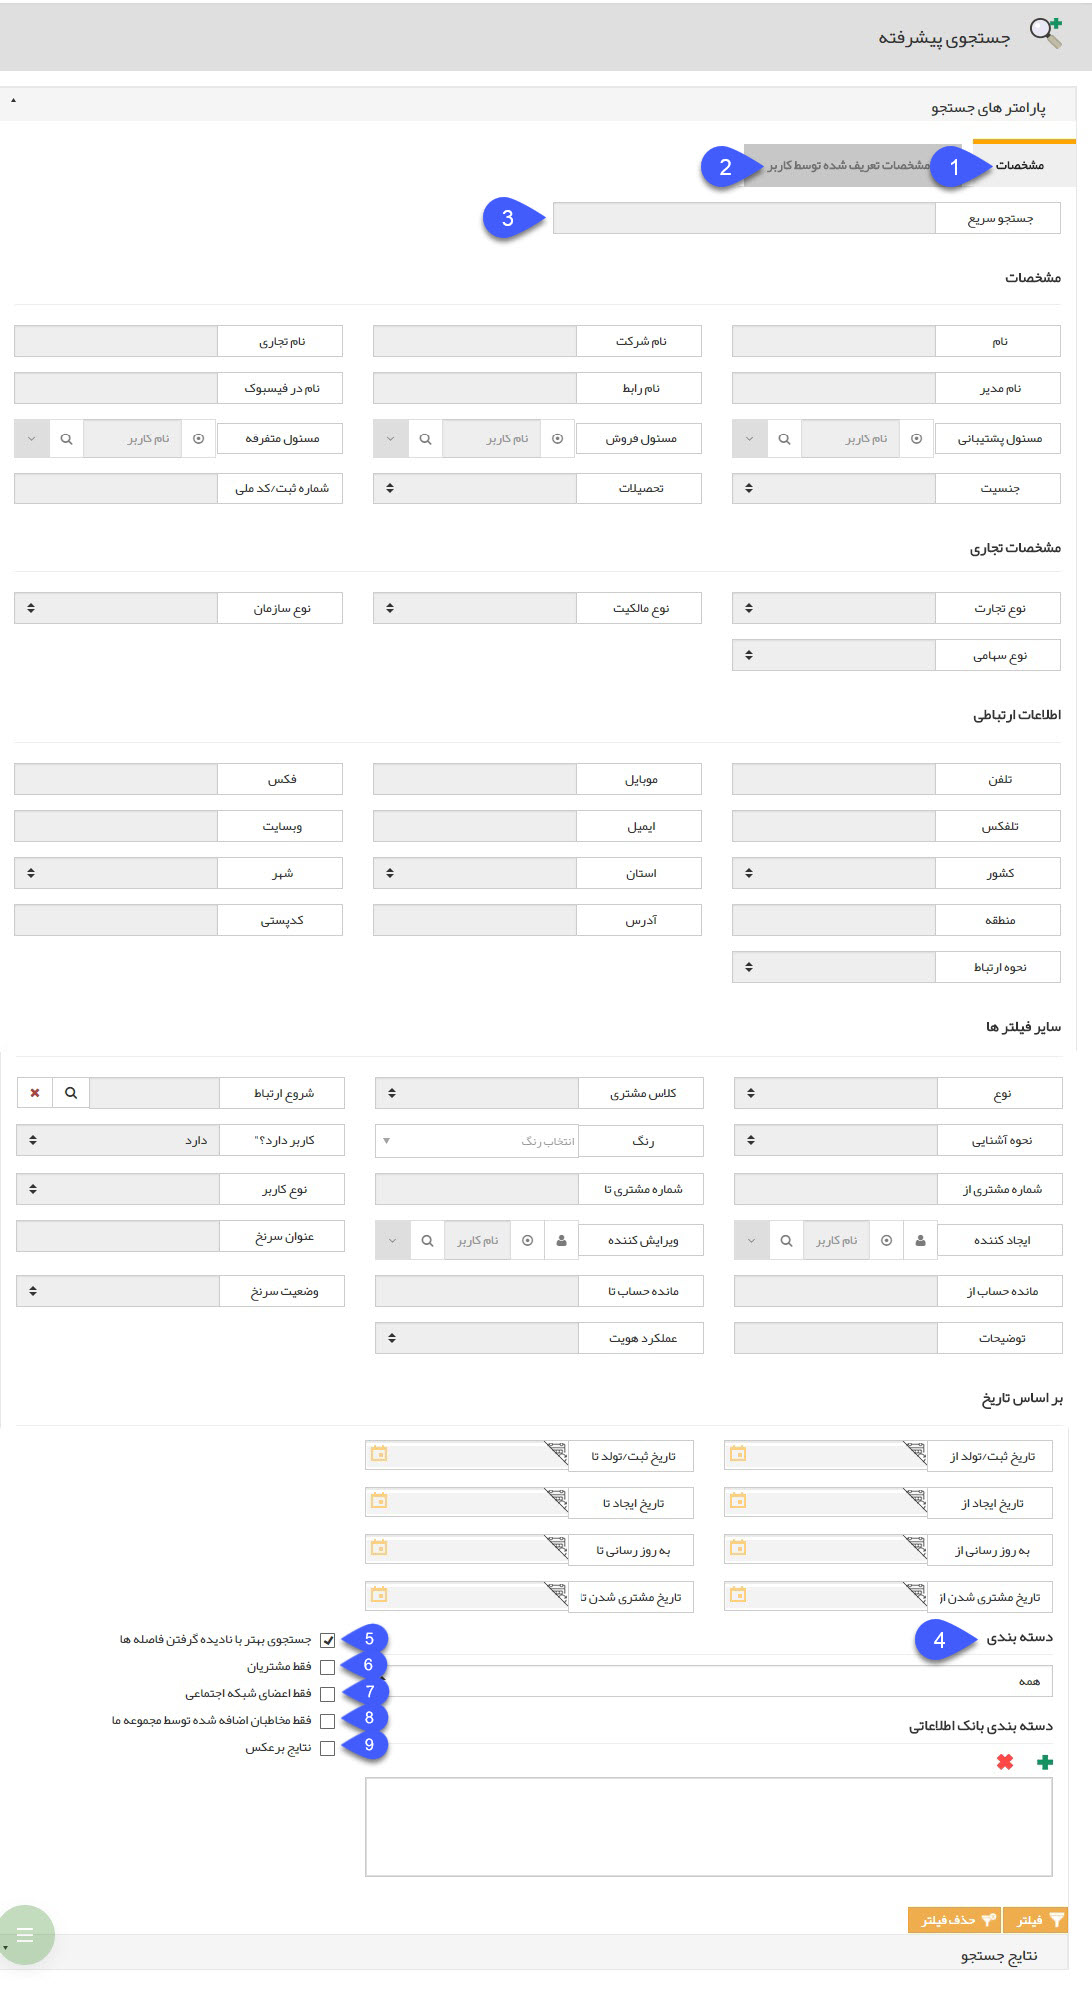 جستجوی پیشرفته
پارامتر های جستجو
مشخصات 1 مشخصات تعریف شده توسط کاربر 2
جستجو سریع 3
مشخصات
نام نام شرکت نام تجاری
نام مدیر نام رابط نام در فیسبوک
مسئول پشتیبانی نام کاربر مسئول فروش نام کاربر مسئول متفرقه نام کاربر
جنسیت تحصیلات شماره ثبت/کد ملی
مشخصات تجاری
نوع تجارت نوع مالکیت نوع سازمان
نوع سهامی
اطلاعات ارتباطی
تلفن موبایل فکس
تلفکس ایمیل وبسایت
کشور استان شهر
منطقه آدرس کدپستی
نحوه ارتباط
سایر فیلتر ها
نوع کلاس مشتری شروع ارتباط
نحوه آشنایی رنگ انتخاب رنگ کاربر دارد؟" دارد
شماره مشتری از شماره مشتری تا نوع کاربر
ایجاد کننده نام کاربر ویرایش کننده نام کاربر عنوان سرنخ
مانده حساب از مانده حساب تا وضعیت سرنخ
توضیحات عملکرد هویت
بر اساس تاریخ
تاریخ ثبت/تولد از تاریخ ثبت/تولد تا
تاریخ ایجاد از تاریخ ایجاد تا
به روز رسانی از به روز رسانی تا
تاریخ مشتری شدن از تاریخ مشتری شدن تا
دسته بندی 4
همه
دسته بندی بانک اطلاعاتی
5 جستجوی بهتر با نادیده گرفتن فاصله ها
6 فقط مشتریان
7 فقط اعضای شبکه اجتماعی
8 فقط مخاطبان اضافه شده توسط مجموعه ما
9 نتایج برعکس
فیلتر حذف فیلتر
نتایج جستجو